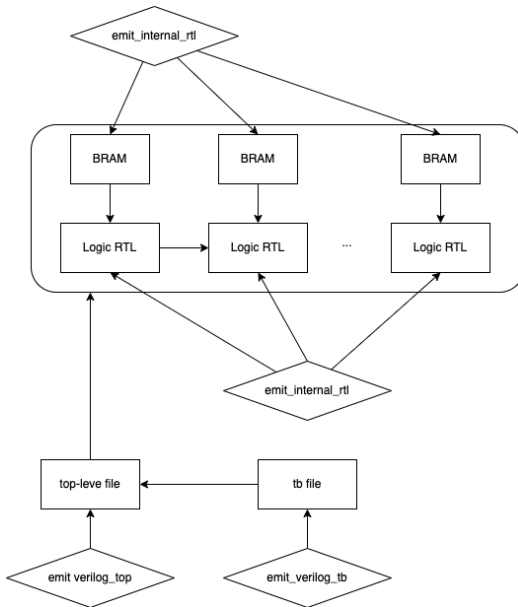 emit_internal_rtl
BRAM
BRAM
BRAM
Logic RTL
Logic RTL
...
Logic RTL
emit_internal_rtl
top-leve file
tb file
emit verilog_top
emit_verilog_tb